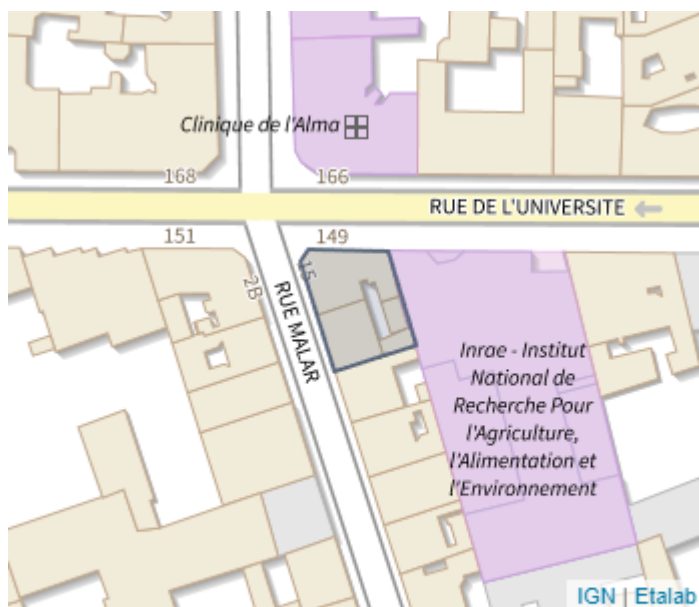 Clinique de l'Alma
168
166
RUE DE L'UNIVERSITE
151
149
15
2B
RUE MALAR
Inrae - Institut
National de
Recherche Pour
l'Agriculture,
l'Alimentation et
l'Environnement
IGN | Etalab